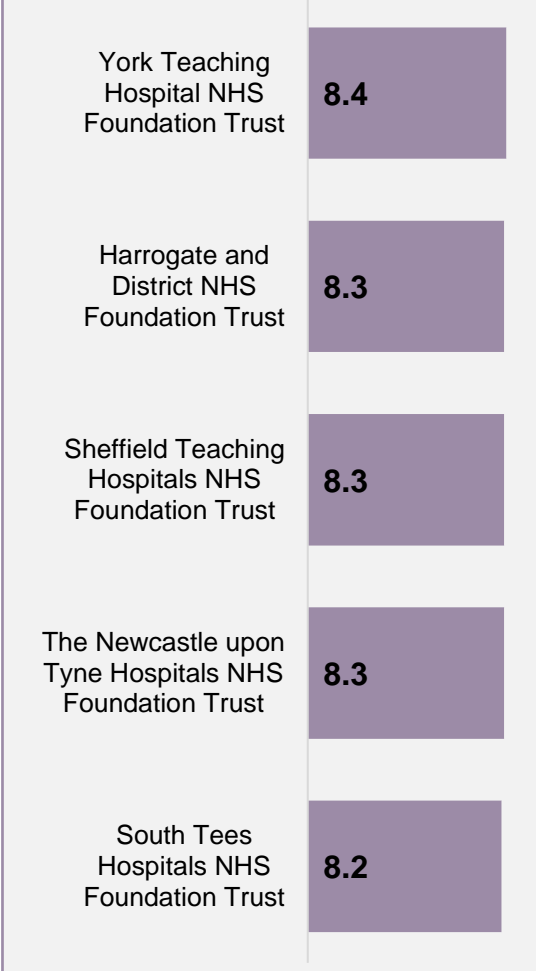 York Teaching
Hospital NHS
Foundation Trust
8.4
Harrogate and
District NHS
Foundation Trust
8.3
Sheffield Teaching
Hospitals NHS
Foundation Trust
8.3
The Newcastle upon
Tyne Hospitals NHS
Foundation Trust
8.3
South Tees
Hospitals NHS
Foundation Trust
8.2